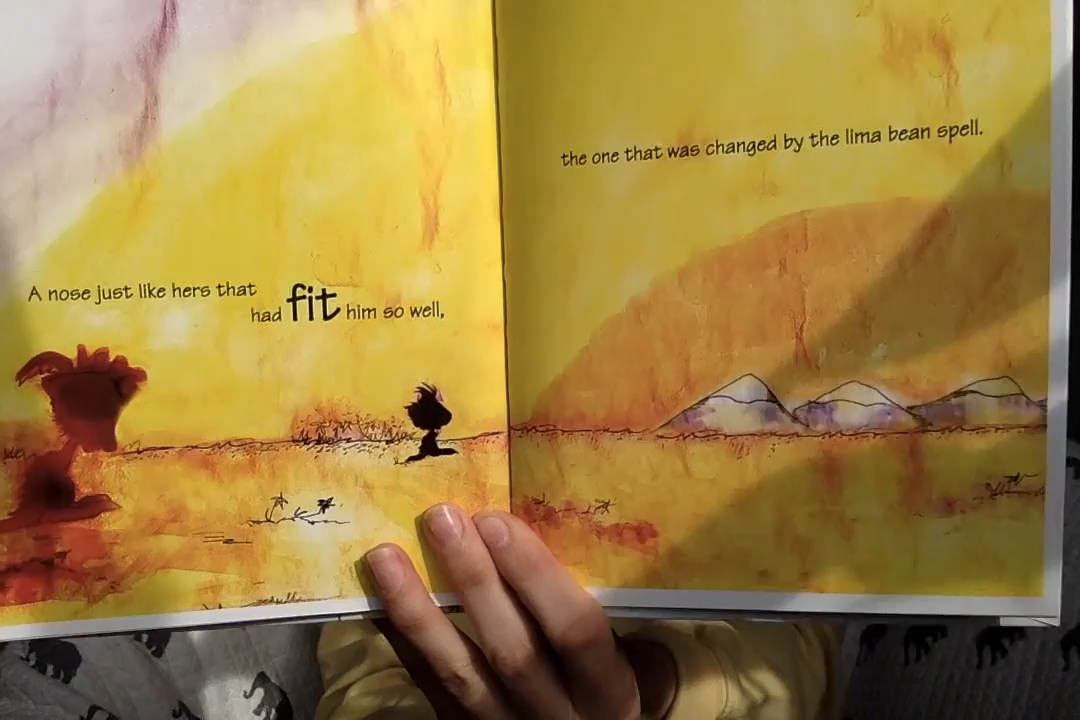 A nose just like hers that
had fit him so well,
the one that was changed by the lima bean spell.